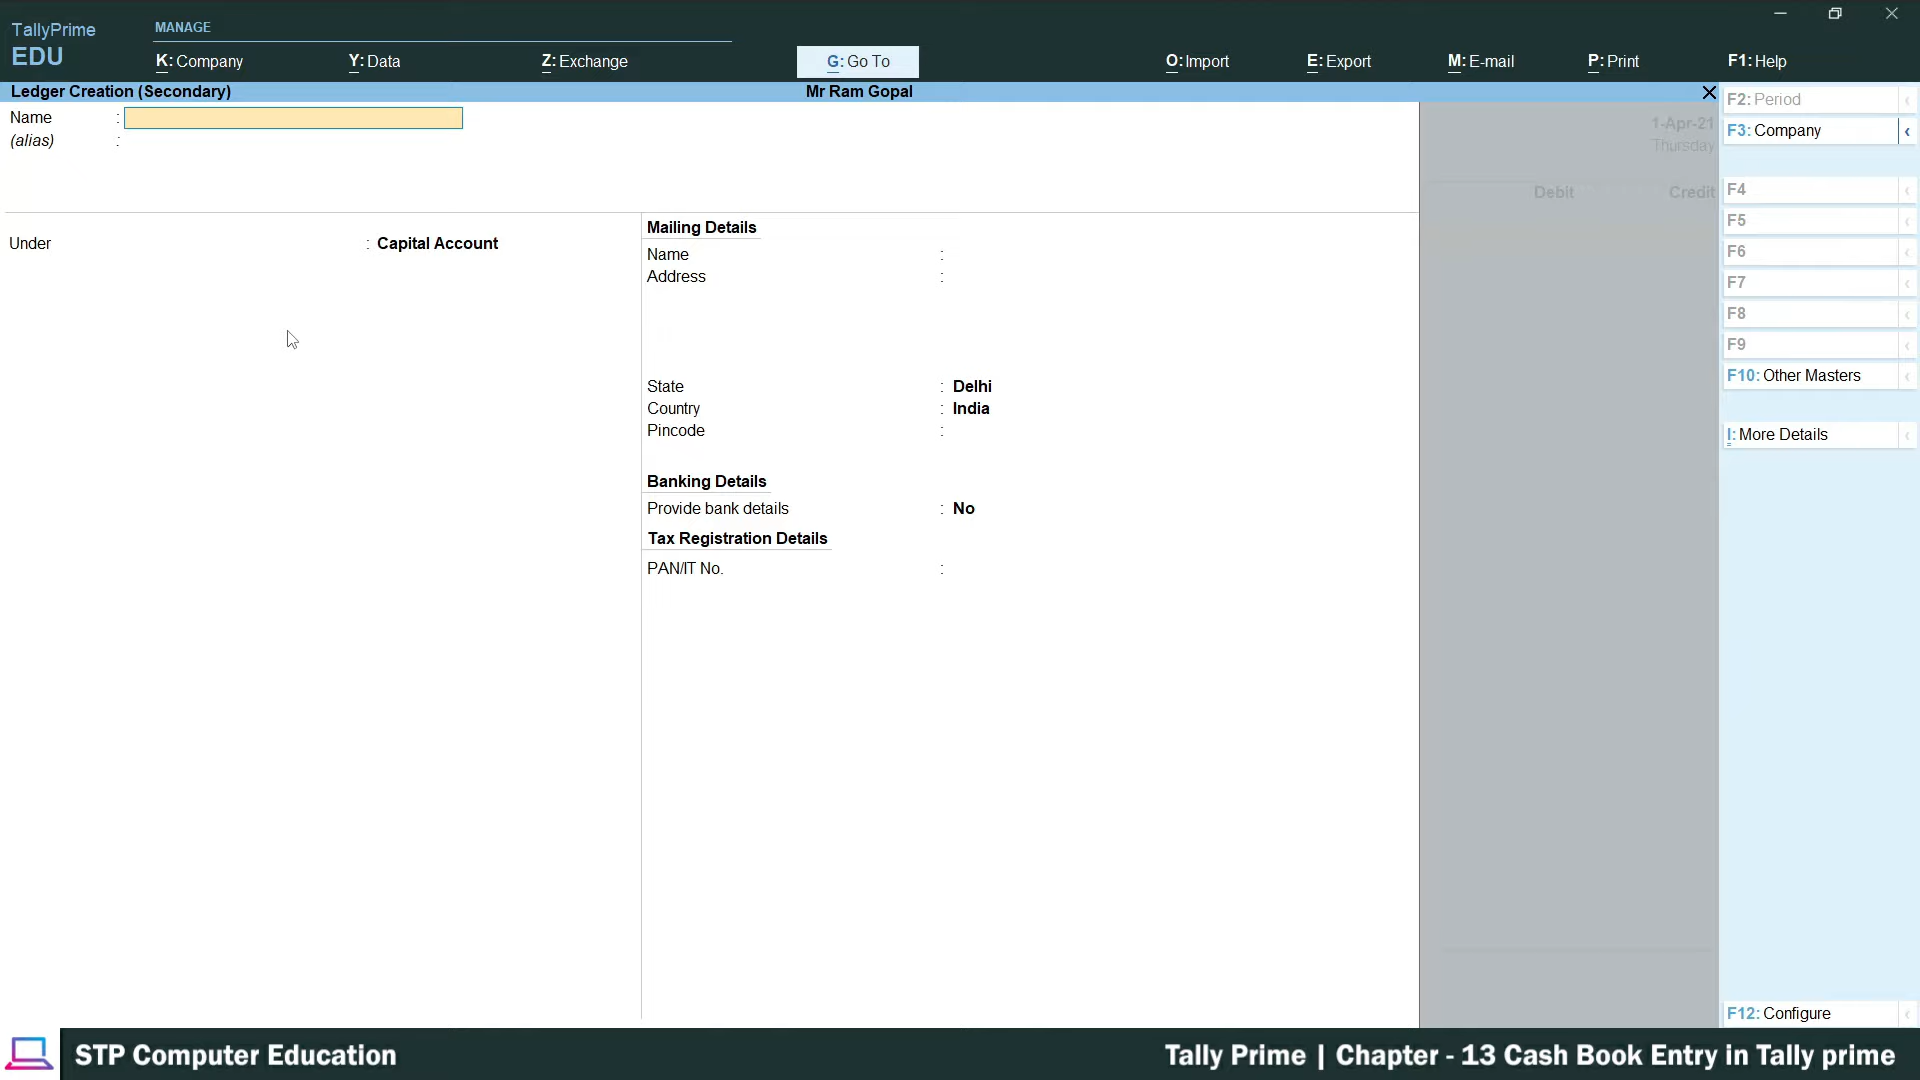 TallyPrime
EDU
MANAGE
K: Company
Y: Data
Z: Exchange
G: Go To
O: Import
E: Export
M: E-mail
P: Print
F1: Help
Ledger Creation (Secondary)
Mr Ram Gopal
Name :
(alias) :
Under : Capital Account
Mailing Details
Name :
Address :
State : Delhi
Country : India
Pincode :
Banking Details
Provide bank details : No
Tax Registration Details
PAN/IT No. :
1-Apr-21
Thursday
Debit Credit
F2: Period
F3: Company
F4
F5
F6
F7
F8
F9
F10: Other Masters
I: More Details
F12: Configure
STP Computer Education
Tally Prime | Chapter - 13 Cash Book Entry in Tally prime